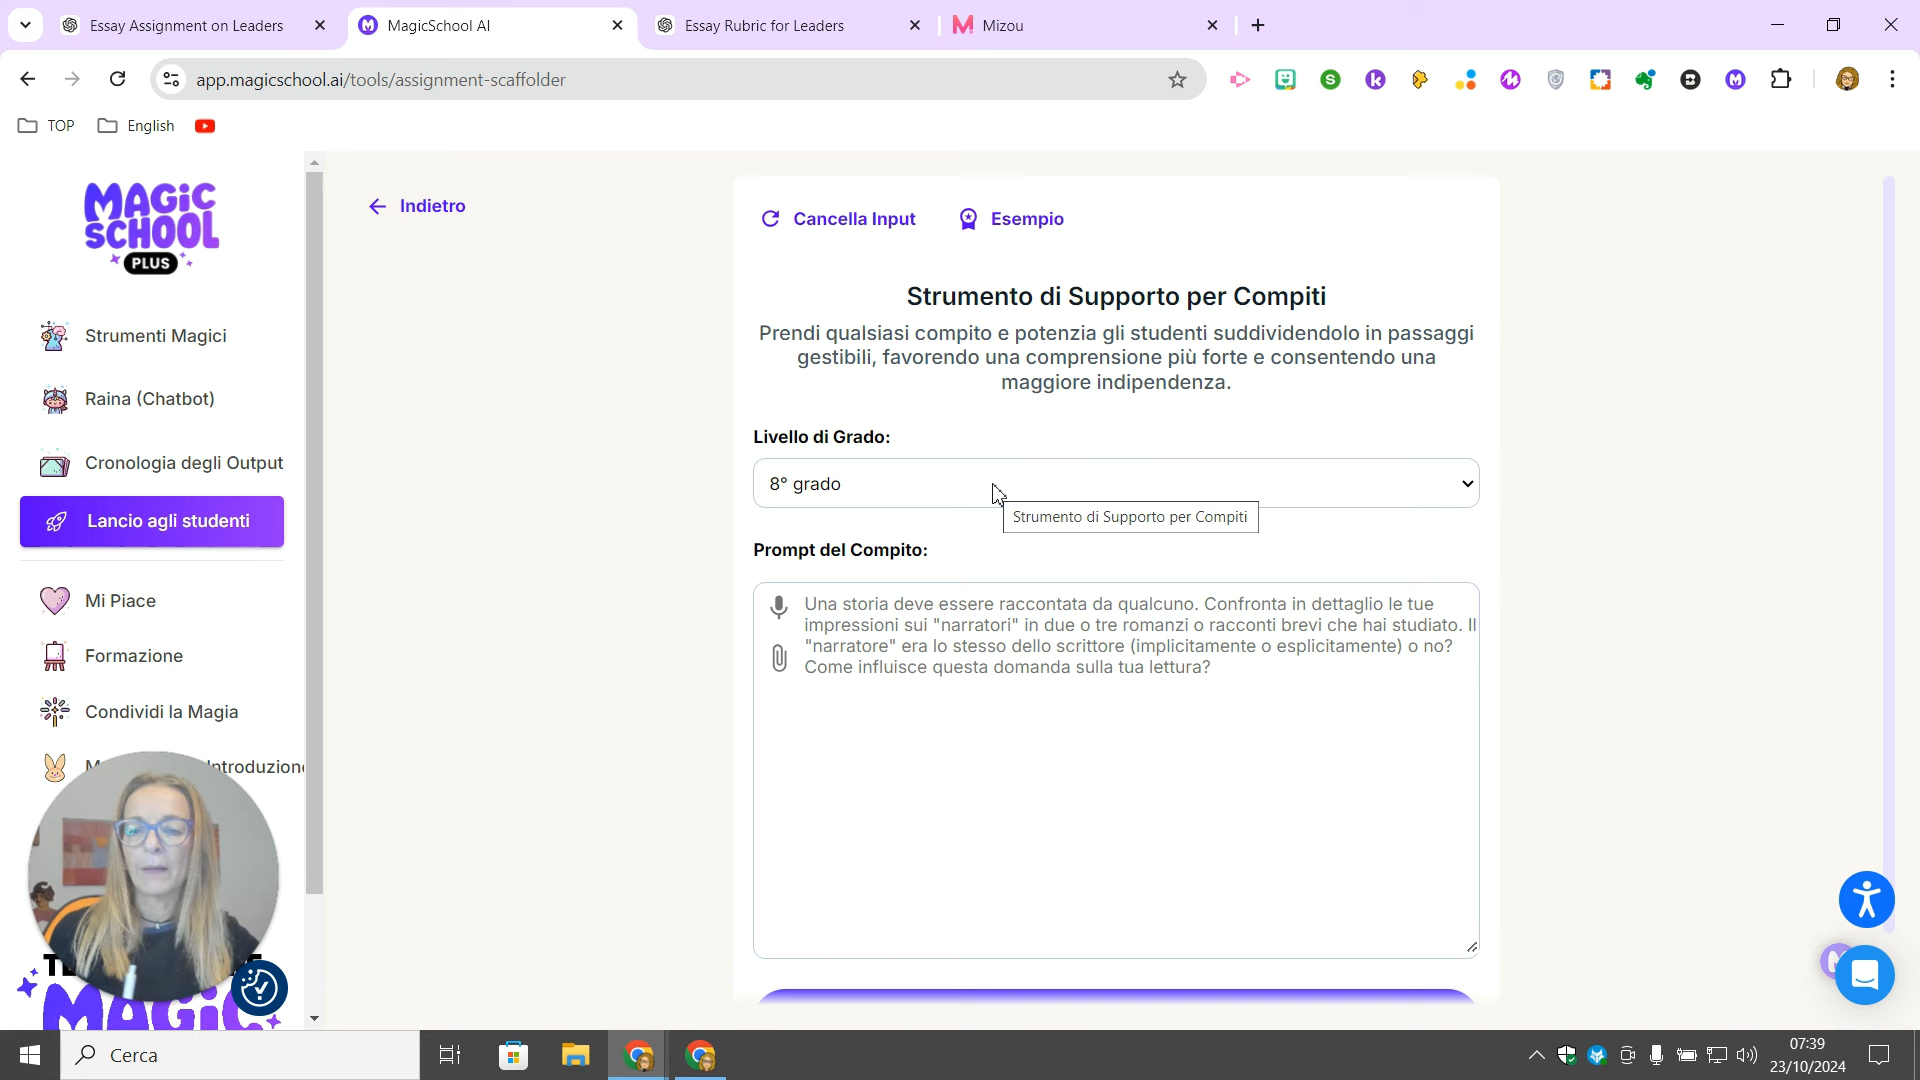 Essay Assignment on Leaders
MagicSchool AI
Essay Rubric for Leaders
Mizou
app.magicschool.ai/tools/assignment-scaffolder
TOP
English
MAGIC
SCHOOL
PLUS
Indietro
Cancella Input
Esempio
Strumento di Supporto per Compiti
Prendi qualsiasi compito e potenzia gli studenti suddividendolo in passaggi
gestibili, favorendo una comprensione più forte e consentendo una
maggiore indipendenza.
Strumenti Magici
Raina (Chatbot)
Cronologia degli Output
Lancio agli studenti
Mi Piace
Formazione
Condividi la Magia
Livello di Grado:
8° grado
Strumento di Supporto per Compiti
Prompt del Compito:
Una storia deve essere raccontata da qualcuno. Confronta in dettaglio le tue
impressioni sui "narratori" in due o tre romanzi o racconti brevi che hai studiato. Il
"narratore" era lo stesso dello scrittore (implicitamente o esplicitamente) o no?
Come influisce questa domanda sulla tua lettura?
MAGIC
Cerca
07:39
23/10/2024